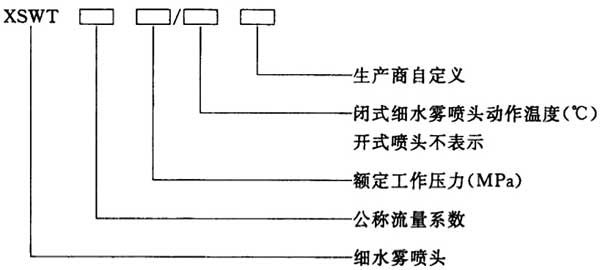 XSWT □ □/□ □
生产商自定义
闭式细水雾喷头动作温度(℃)
开式喷头不表示
额定工作压力(MPa)
公称流量系数
细水雾喷头